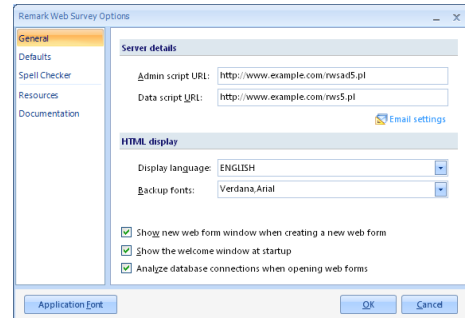 Remark Web Survey Options
General
Defaults
Spell Checker
Resources
Documentation
Server details
Admin script URL: http://www.example.com/rwsad5.pl
Data script URL: http://www.example.com/rws5.pl
Email settings
HTML display
Display language: ENGLISH
Backup fonts: Verdana,Arial
Show new web form window when creating a new web form
Show the welcome window at startup
Analyze database connections when opening web forms
Application Font
OK
Cancel